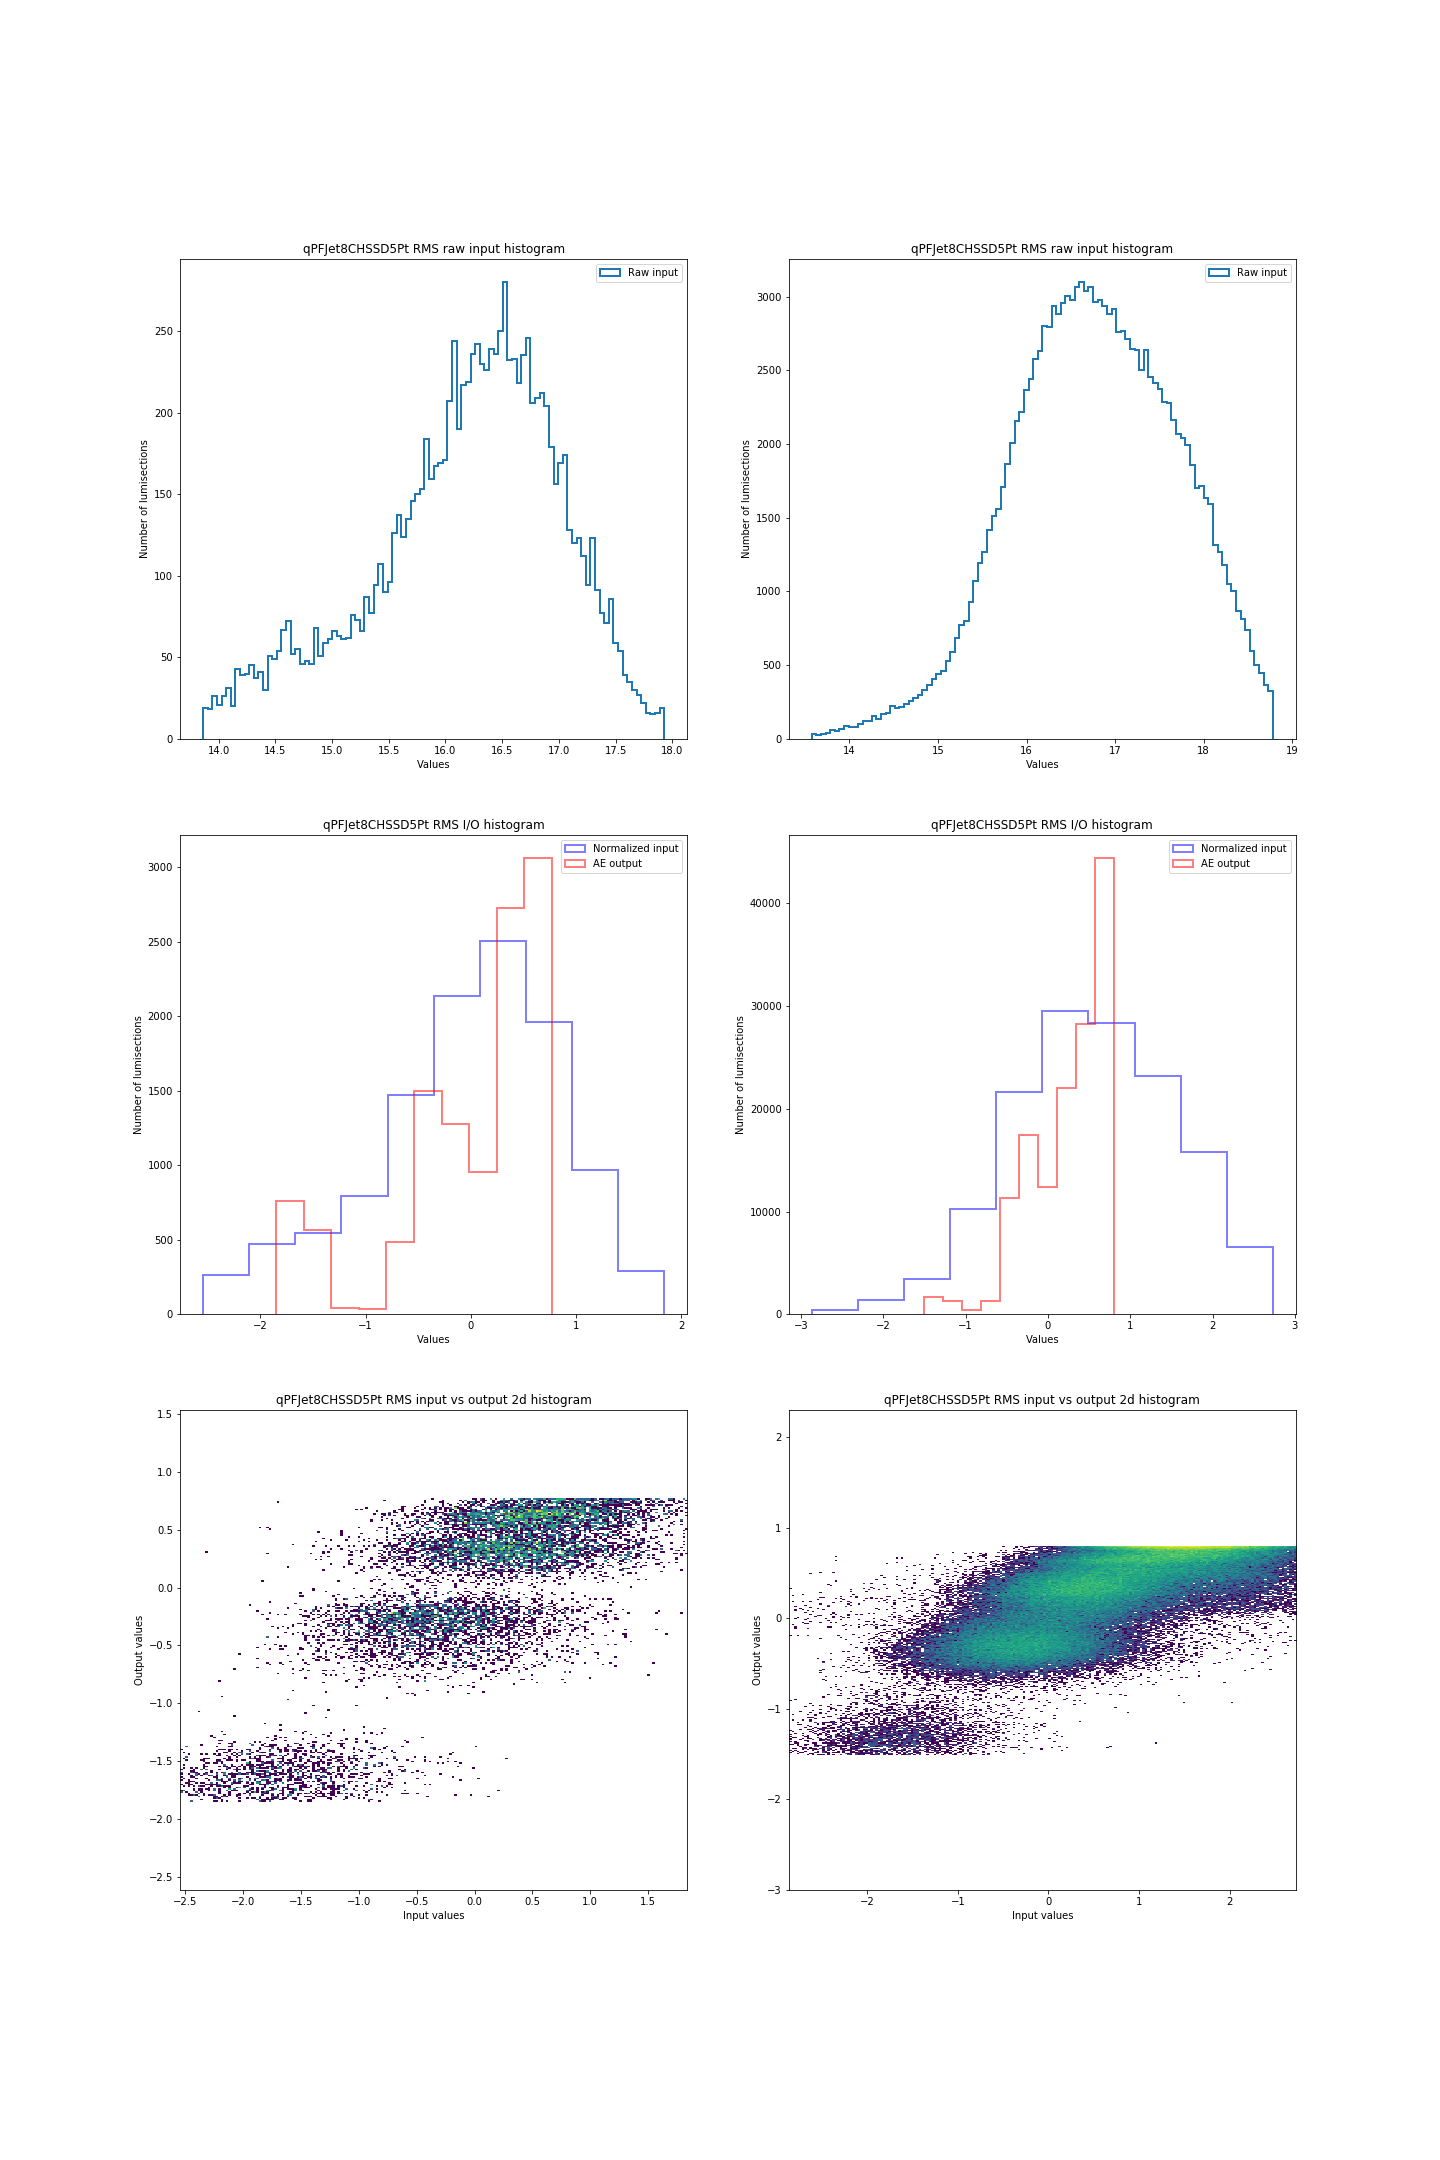 qPFJet8CHSSD5Pt RMS raw input histogram
Raw input
Number of lumisections
250
200
150
100
50
0
14.0 14.5 15.0 15.5 16.0 16.5 17.0 17.5 18.0
Values
qPFJet8CHSSD5Pt RMS raw input histogram
Raw input
Number of lumisections
3000
2500
2000
1500
1000
500
0
14 15 16 17 18 19
Values
qPFJet8CHSSD5Pt RMS I/O histogram
Normalized input
AE output
Number of lumisections
3000
2500
2000
1500
1000
500
0
−2 −1 0 1 2
Values
qPFJet8CHSSD5Pt RMS I/O histogram
Normalized input
AE output
Number of lumisections
40000
30000
20000
10000
0
−3 −2 −1 0 1 2 3
Values
qPFJet8CHSSD5Pt RMS input vs output 2d histogram
Output values
1.5
1.0
0.5
0.0
−0.5
−1.0
−1.5
−2.0
−2.5
−2.5 −2.0 −1.5 −1.0 −0.5 0.0 0.5 1.0 1.5
Input values
qPFJet8CHSSD5Pt RMS input vs output 2d histogram
Output values
2
1
0
−1
−2
−3
−2 −1 0 1 2
Input values